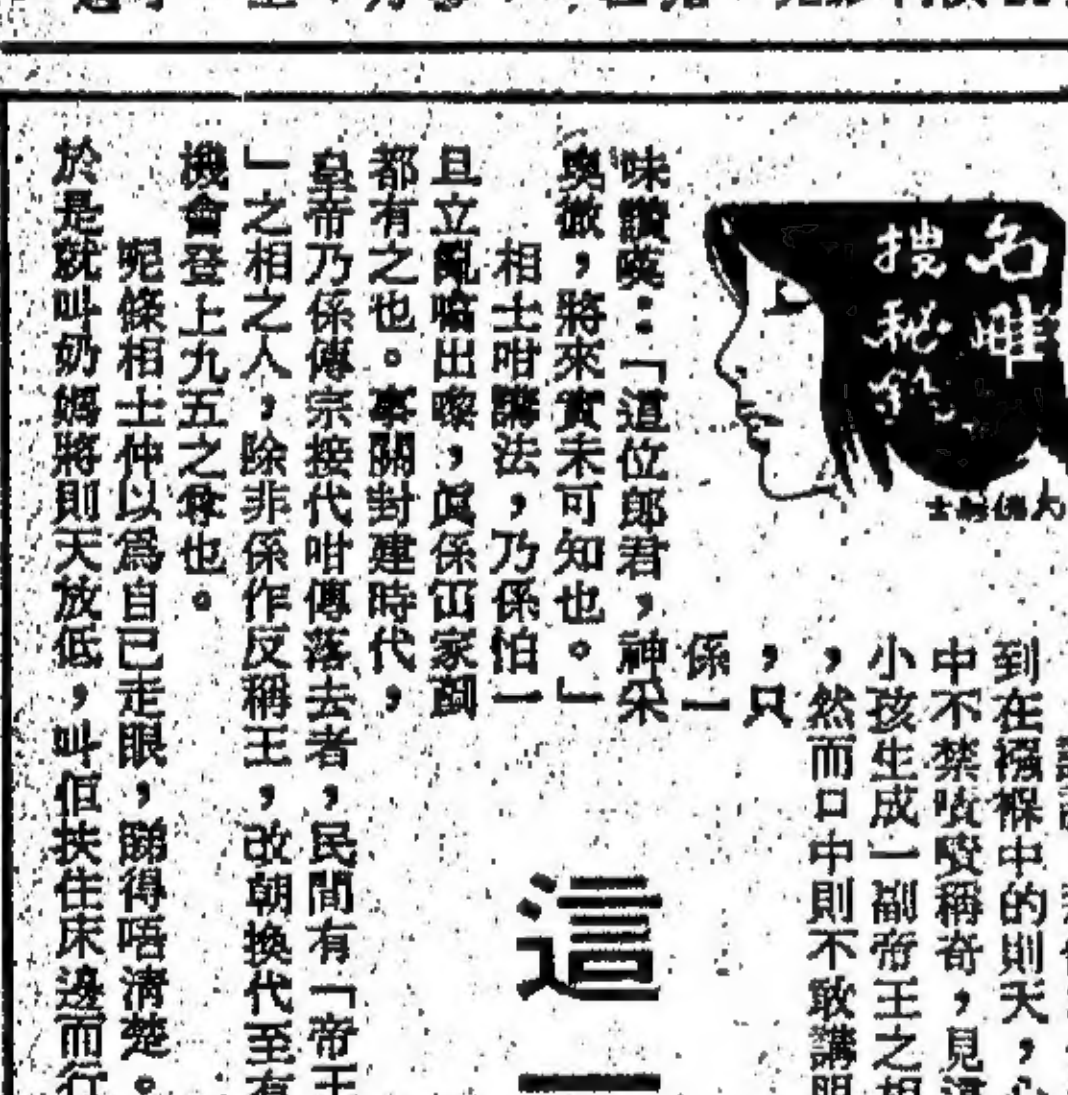 名雌
搜秘錄
到在襁褓中的則天,心
中不禁嘖嘖稱奇,見這
小孩生成一副帝王之相
,然而口中則不敢講明
,只
係一
味讚嘆:「這位郎君,神采
奧徹,將來實未可知也。」
相士咁講法,乃係怕一
且立亂噏出嚟,眞係冚家剷
都有之也。事關封建時代,
皇帝乃係傳宗接代咁傳落去者,民間有「帝王
」之相之人,除非係作反稱王,改朝換代至有
機會登上九五之尊也。
呢條相士仲以爲自己走眼,睇得唔清楚。
於是就叫奶媽將則天放低,叫佢扶住床邊而行
這一